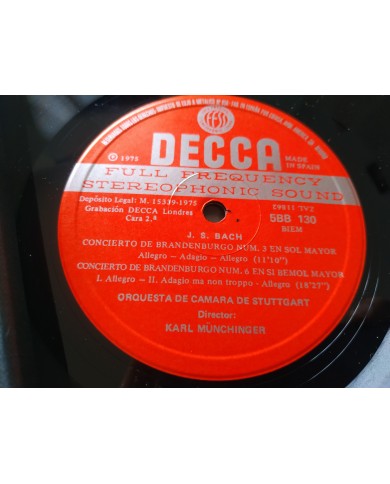 DECCA
℗ 1975
MADE IN SPAIN
FULL FREQUENCY
STEREOPHONIC SOUND
Depósito Legal: M. 15339-1975
Grabación DECCA Londres
Cara 2.ª
5BB 130
BIEM
J. S. BACH
CONCIERTO DE BRANDENBURGO NUM. 3 EN SOL MAYOR
Allegro - Adagio - Allegro (11'10")
CONCIERTO DE BRANDENBURGO NUM. 6 EN SI BEMOL MAYOR
I. Allegro - II. Adagio ma non troppo - Allegro (18'27")
ORQUESTA DE CAMARA DE STUTTGART
Director:
KARL MÜNCHINGER